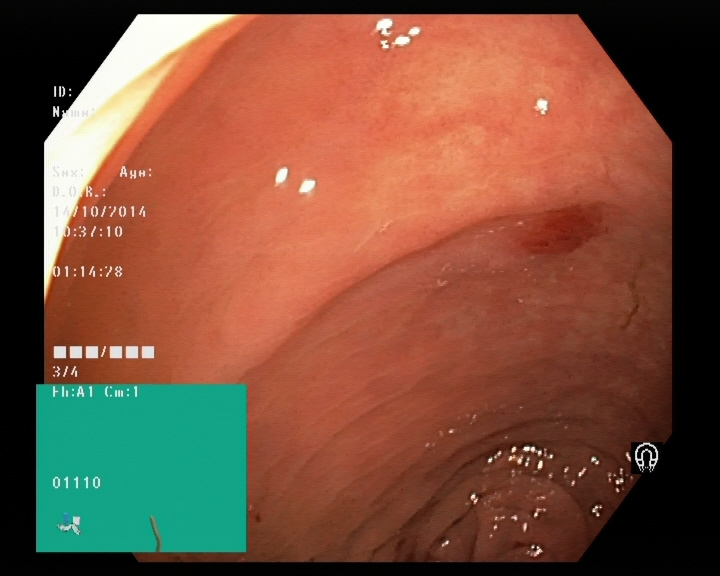 ID:
Name:
Sex: Age:
D.O.B.:
14/10/2014
10:37:10
01:14:28
■■■/■■■
3/4
Eh:A1 Cm:1
01110